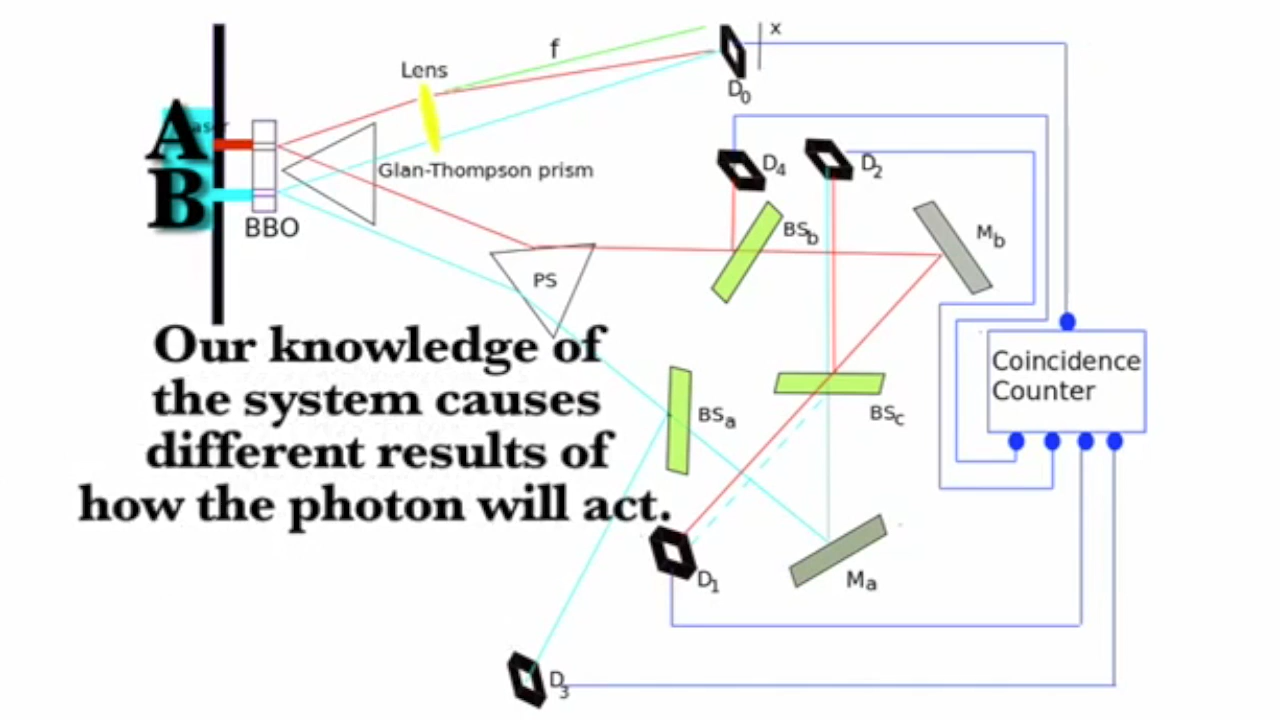 f
x
Lens
D0
A
aser
Glan-Thompson prism
D4
D2
B
BBO
BSb
Mb
PS
Our knowledge of
the system causes
different results of
how the photon will act.
Coincidence
Counter
BSa
BSc
D1
Ma
D3